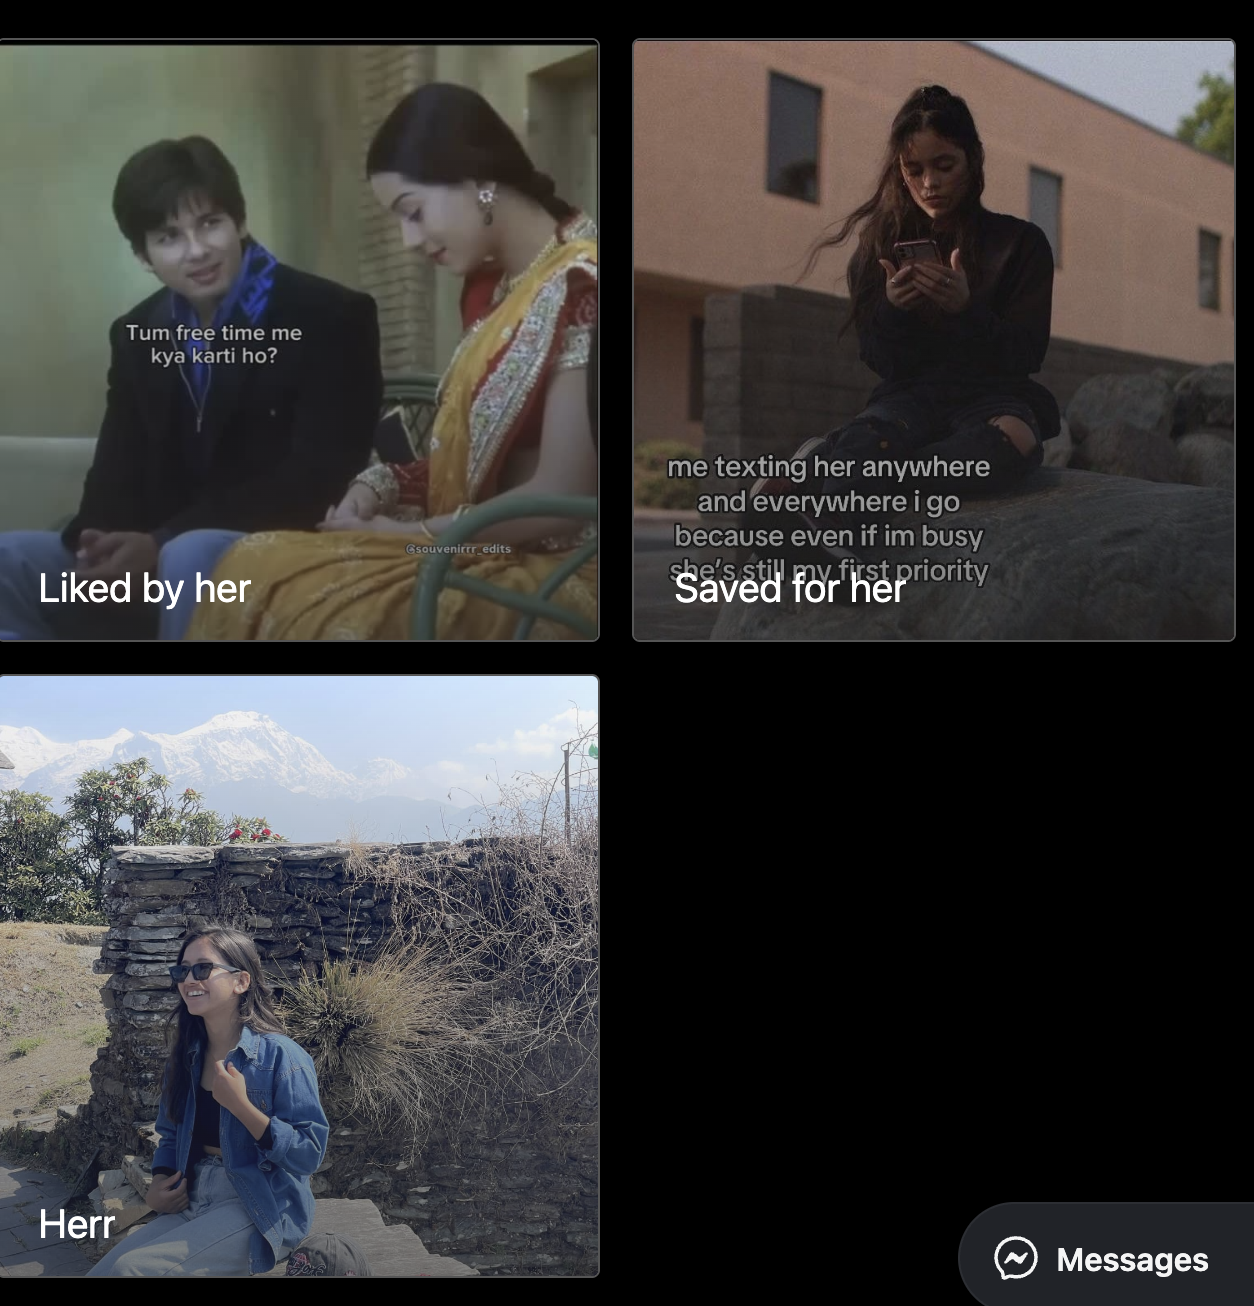 Tum free time me
kya karti ho?
@souvenirrr_edits
Liked by her
me texting her anywhere
and everywhere i go
because even if im busy
she's still my first priority
Saved for her
Herr
Messages